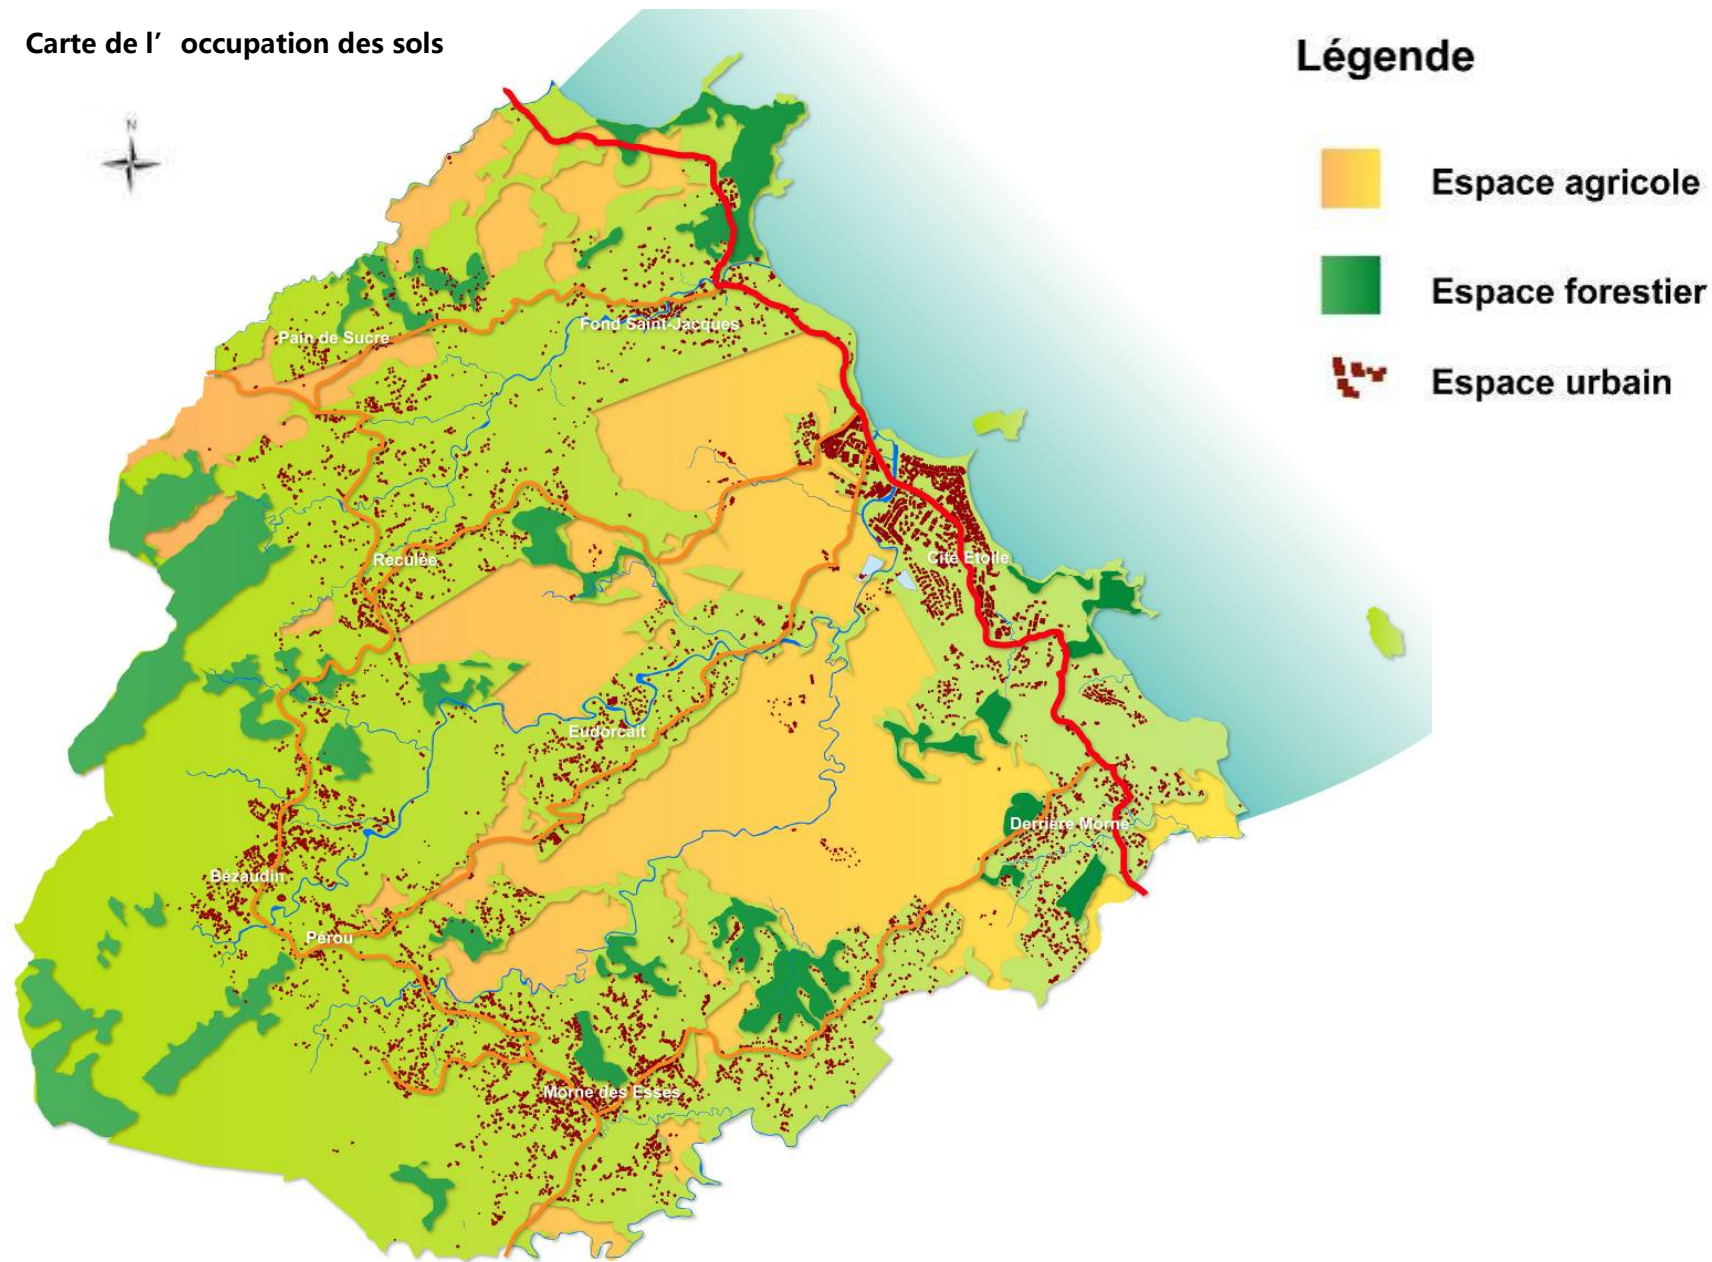 Carte de l’ occupation des sols
Légende
N
Espace agricole
Espace forestier
Espace urbain
Fond Saint-Jacques
Pain de Sucre
Reculée
Cité Etoile
Eudorcait
Derrière Morne
Bézaudin
Pérou
Morne des Esses